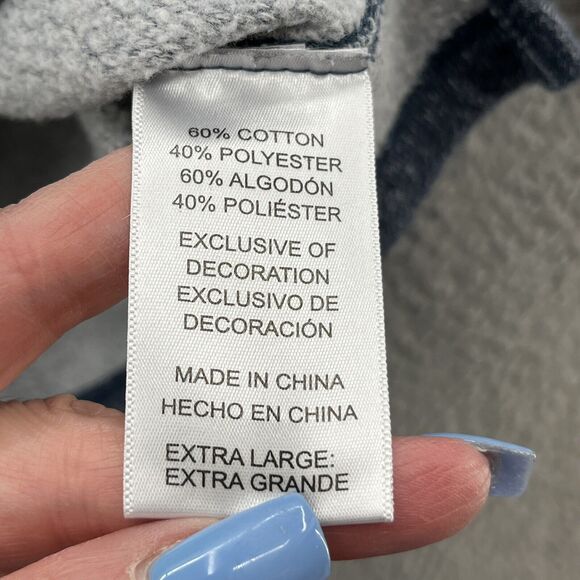 60% COTTON
40% POLYESTER
60% ALGODÓN
40% POLIÉSTER
EXCLUSIVE OF
DECORATION
EXCLUSIVO DE
DECORACIÓN
MADE IN CHINA
HECHO EN CHINA
EXTRA LARGE:
EXTRA GRANDE